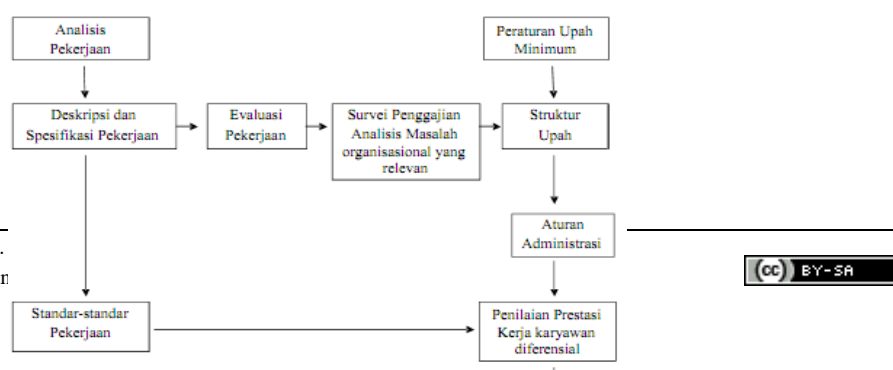 Analisis
Pekerjaan
Peraturan Upah
Minimum
Deskripsi dan
Spesifikasi Pekerjaan
Evaluasi
Pekerjaan
Survei Penggajian
Analisis Masalah
organisasional yang
relevan
Struktur
Upah
Aturan
Administrasi
(cc) BY-SA
Standar-standar
Pekerjaan
Penilaian Prestasi
Kerja karyawan
diferensial